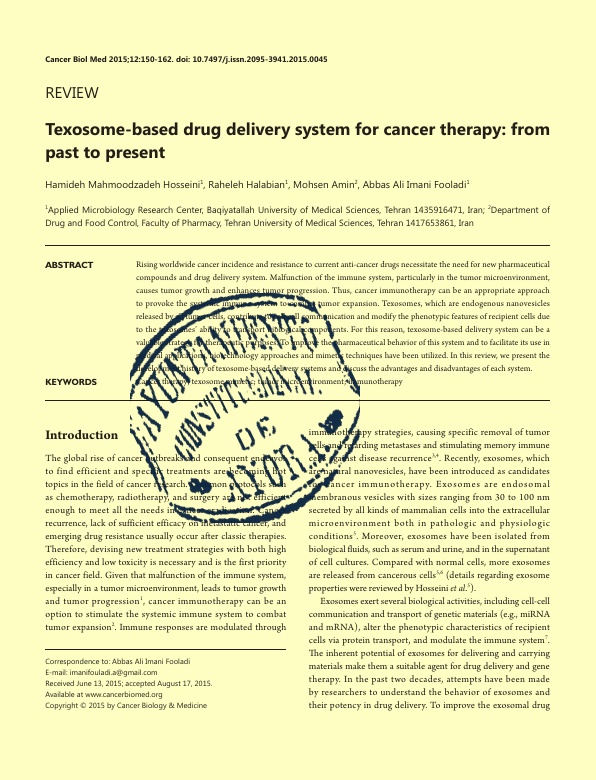 Cancer Biol Med 2015;12:150-162. doi: 10.7497/j.issn.2095-3941.2015.0045
REVIEW
Texosome-based drug delivery system for cancer therapy: from
past to present
Hamideh Mahmoodzadeh Hosseini1, Raheleh Halabian1, Mohsen Amin2, Abbas Ali Imani Fooladi1
1Applied Microbiology Research Center, Baqiyatallah University of Medical Sciences, Tehran 1435916471, Iran; 2Department of
Drug and Food Control, Faculty of Pharmacy, Tehran University of Medical Sciences, Tehran 1417653861, Iran
ABSTRACT
Rising worldwide cancer incidence and resistance to current anti-cancer drugs necessitate the need for new pharmaceutical
compounds and drug delivery system. Malfunction of the immune system, particularly in the tumor microenvironment,
causes tumor growth and enhances tumor progression. Thus, cancer immunotherapy can be an appropriate approach
to provoke the systemic immune system to combat tumor expansion. Texosomes, which are endogenous nanovesicles
released by all tumor cells, contribute to cell-cell communication and modify the phenotypic features of recipient cells due
to the texosomes' ability to transport biological components. For this reason, texosome-based delivery system can be a
valuable strategy for therapeutic purposes. To improve the pharmaceutical behavior of this system and to facilitate its use in
medical applications, biotechnology approaches and mimetic techniques have been utilized. In this review, we present the
development history of texosome-based delivery systems and discuss the advantages and disadvantages of each system.
KEYWORDS
Cancer therapy; texosome; mimetic; tumor microenvironment; immunotherapy
Introduction
The global rise of cancer outbreaks and consequent endeavor
to find efficient and specific treatments are becoming hot
topics in the field of cancer research. Common protocols such
as chemotherapy, radiotherapy, and surgery are not efficient
enough to meet all the needs in clinical application. Cancer
recurrence, lack of sufficient efficacy on metastatic cancer, and
emerging drug resistance usually occur after classic therapies.
Therefore, devising new treatment strategies with both high
efficiency and low toxicity is necessary and is the first priority
in cancer field. Given that malfunction of the immune system,
especially in a tumor microenvironment, leads to tumor growth
and tumor progression1, cancer immunotherapy can be an
option to stimulate the systemic immune system to combat
tumor expansion2. Immune responses are modulated through
Correspondence to: Abbas Ali Imani Fooladi
E-mail: imanifouladi.a@gmail.com
Received June 13, 2015; accepted August 17, 2015.
Available at www.cancerbiomed.org
Copyright © 2015 by Cancer Biology & Medicine
immunotherapy strategies, causing specific removal of tumor
cells and regarding metastases and stimulating memory immune
cells against disease recurrence3,4. Recently, exosomes, which
are natural nanovesicles, have been introduced as candidates
for cancer immunotherapy. Exosomes are endosomal
membranous vesicles with sizes ranging from 30 to 100 nm
secreted by all kinds of mammalian cells into the extracellular
microenvironment both in pathologic and physiologic
conditions5. Moreover, exosomes have been isolated from
biological fluids, such as serum and urine, and in the supernatant
of cell cultures. Compared with normal cells, more exosomes
are released from cancerous cells5,6 (details regarding exosome
properties were reviewed by Hosseini et al.5).
Exosomes exert several biological activities, including cell-cell
communication and transport of genetic materials (e.g., miRNA
and mRNA), alter the phenotypic characteristics of recipient
cells via protein transport, and modulate the immune system7.
The inherent potential of exosomes for delivering and carrying
materials make them a suitable agent for drug delivery and gene
therapy. In the past two decades, attempts have been made
by researchers to understand the behavior of exosomes and
their potency in drug delivery. To improve the exosomal drug
CONSTITUCIONAL
DE